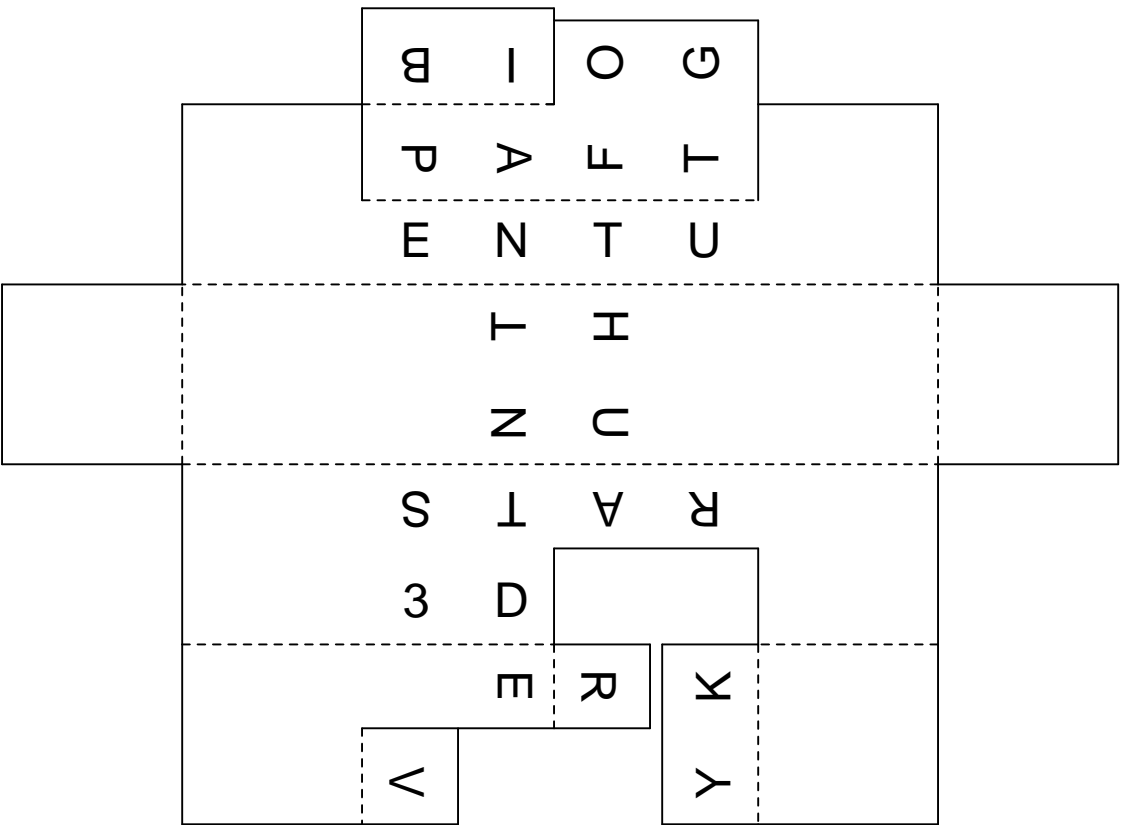 B I O G
P A F T
E N T U
T H
N U
S T A R
3 D
E R K
V Y